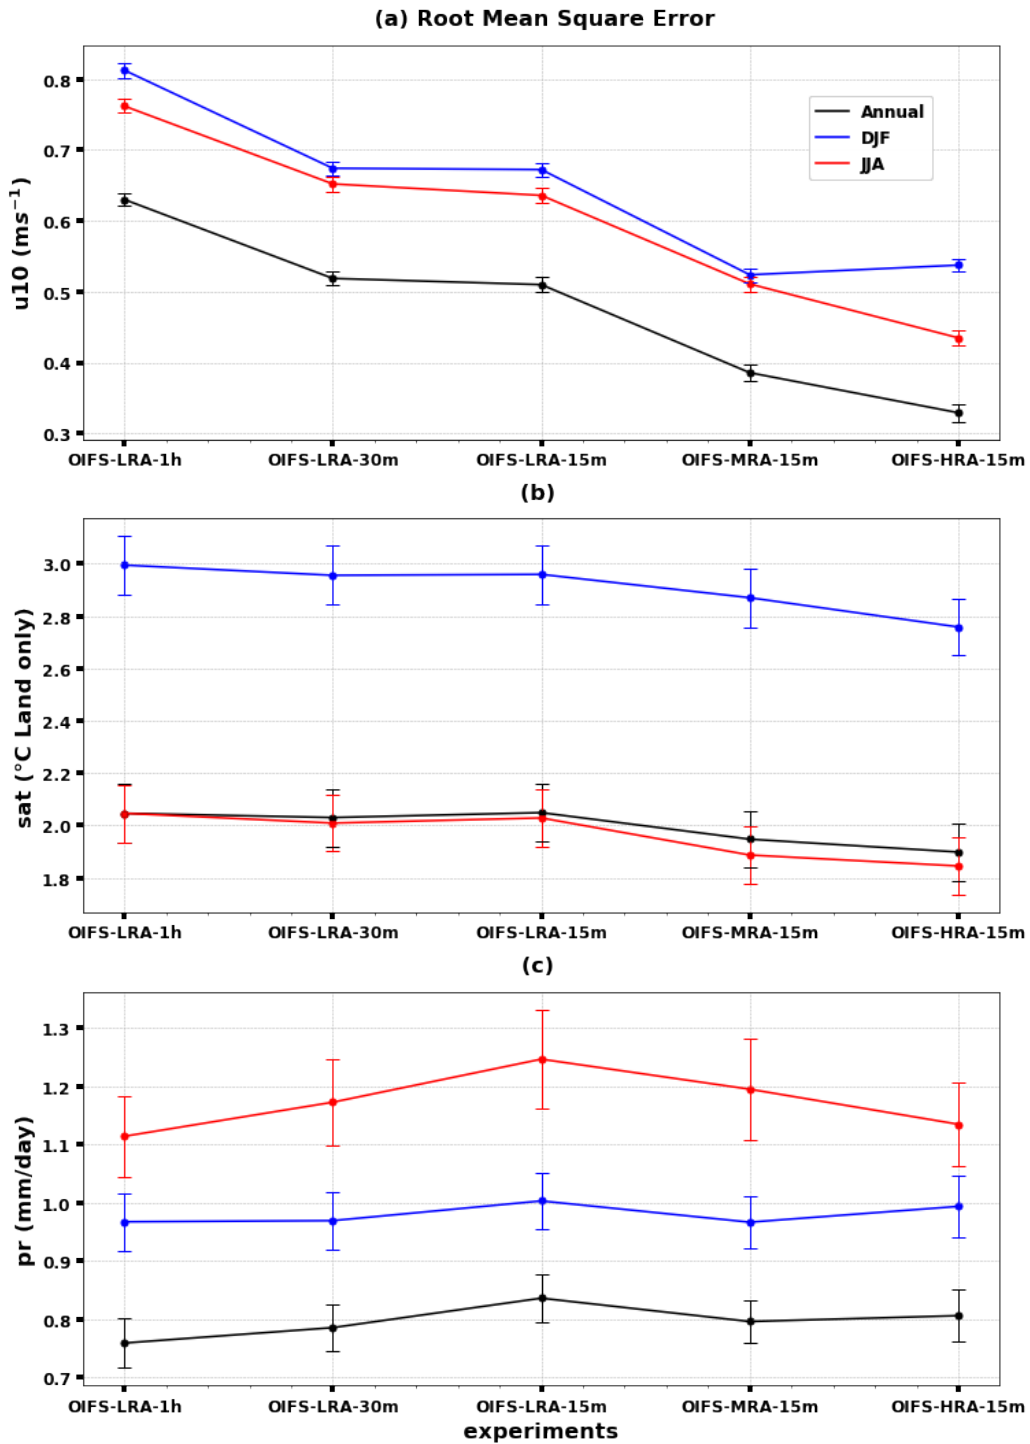 (a) Root Mean Square Error
u10 (ms⁻¹)
0.8
0.7
0.6
0.5
0.4
0.3
Annual
DJF
JJA
OIFS-LRA-1h OIFS-LRA-30m OIFS-LRA-15m OIFS-MRA-15m OIFS-HRA-15m
(b)
sat (°C Land only)
3.0
2.8
2.6
2.4
2.2
2.0
1.8
OIFS-LRA-1h OIFS-LRA-30m OIFS-LRA-15m OIFS-MRA-15m OIFS-HRA-15m
(c)
pr (mm/day)
1.3
1.2
1.1
1.0
0.9
0.8
0.7
OIFS-LRA-1h OIFS-LRA-30m OIFS-LRA-15m OIFS-MRA-15m OIFS-HRA-15m
experiments